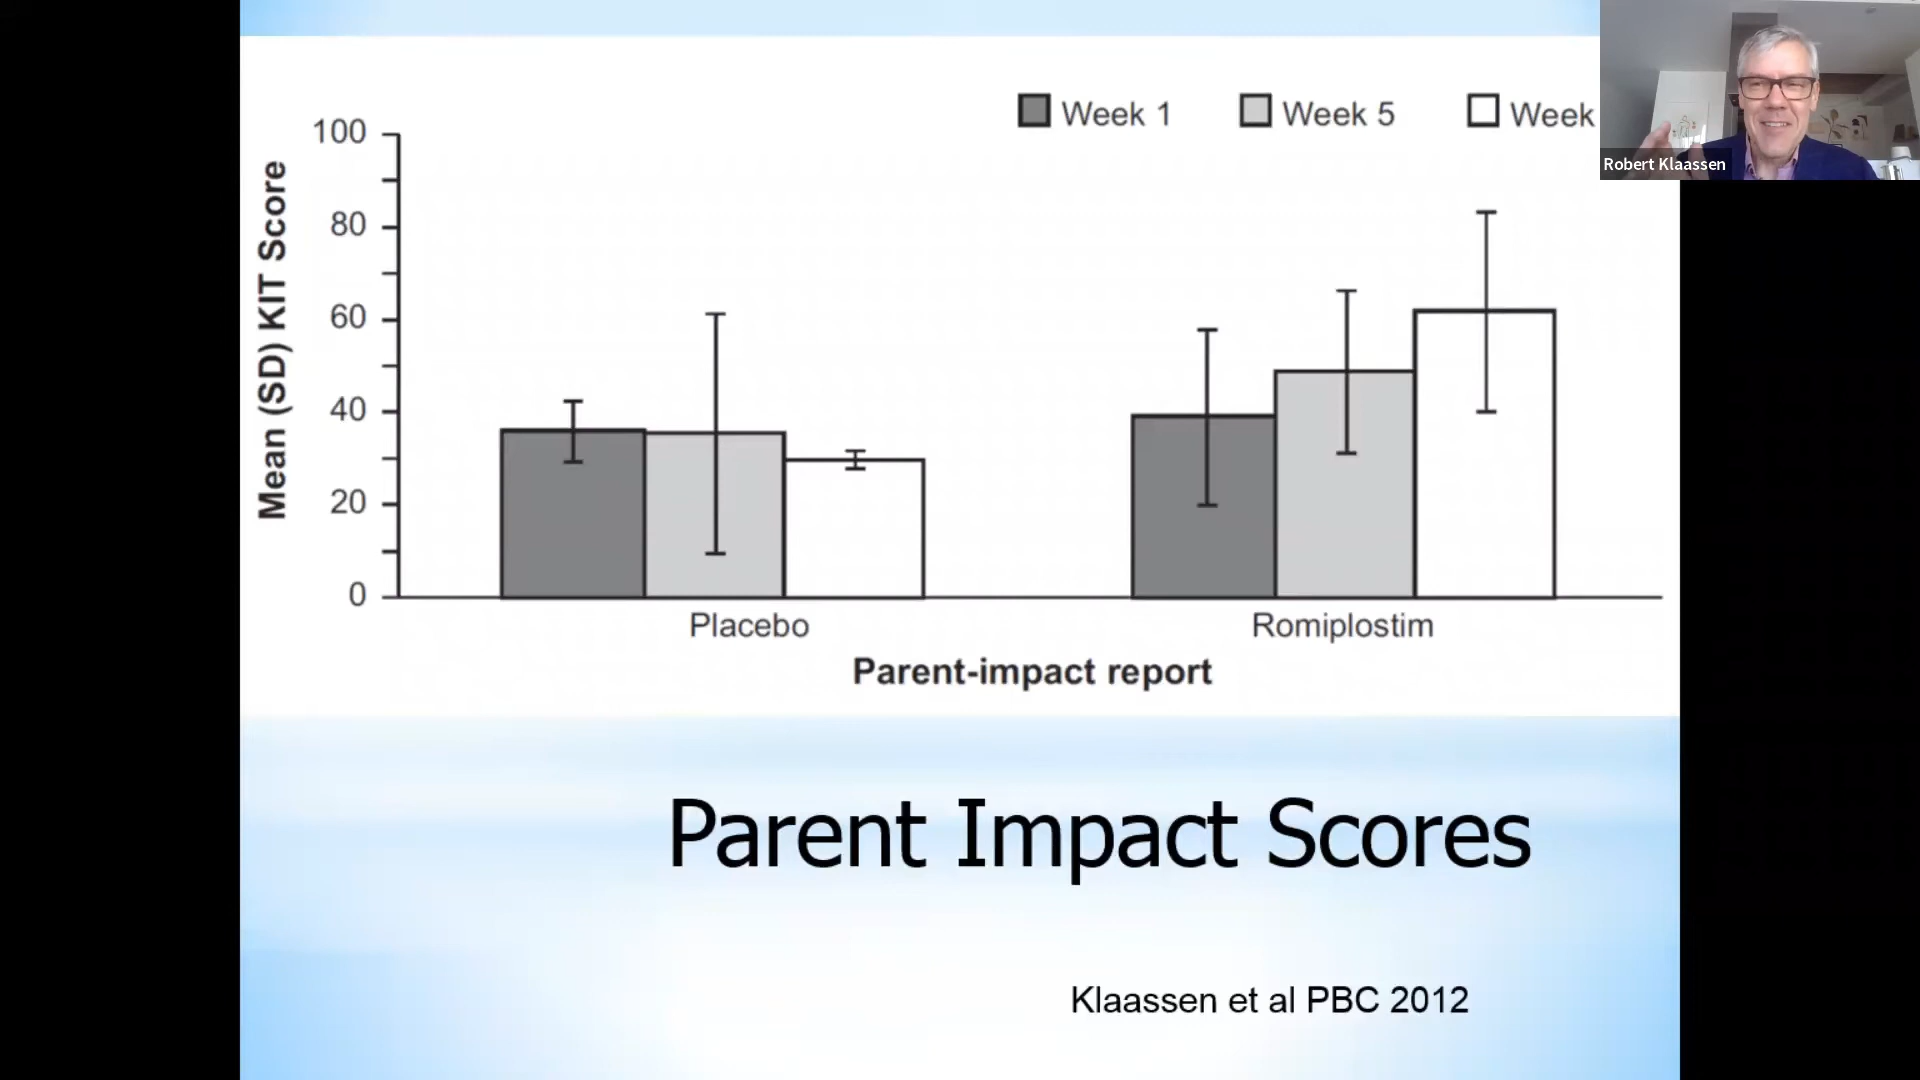 Week 1
Week 5
Week
Robert Klaassen
Mean (SD) KIT Score
100
80
60
40
20
0
Placebo
Romiplostim
Parent-impact report
Parent Impact Scores
Klaassen et al PBC 2012